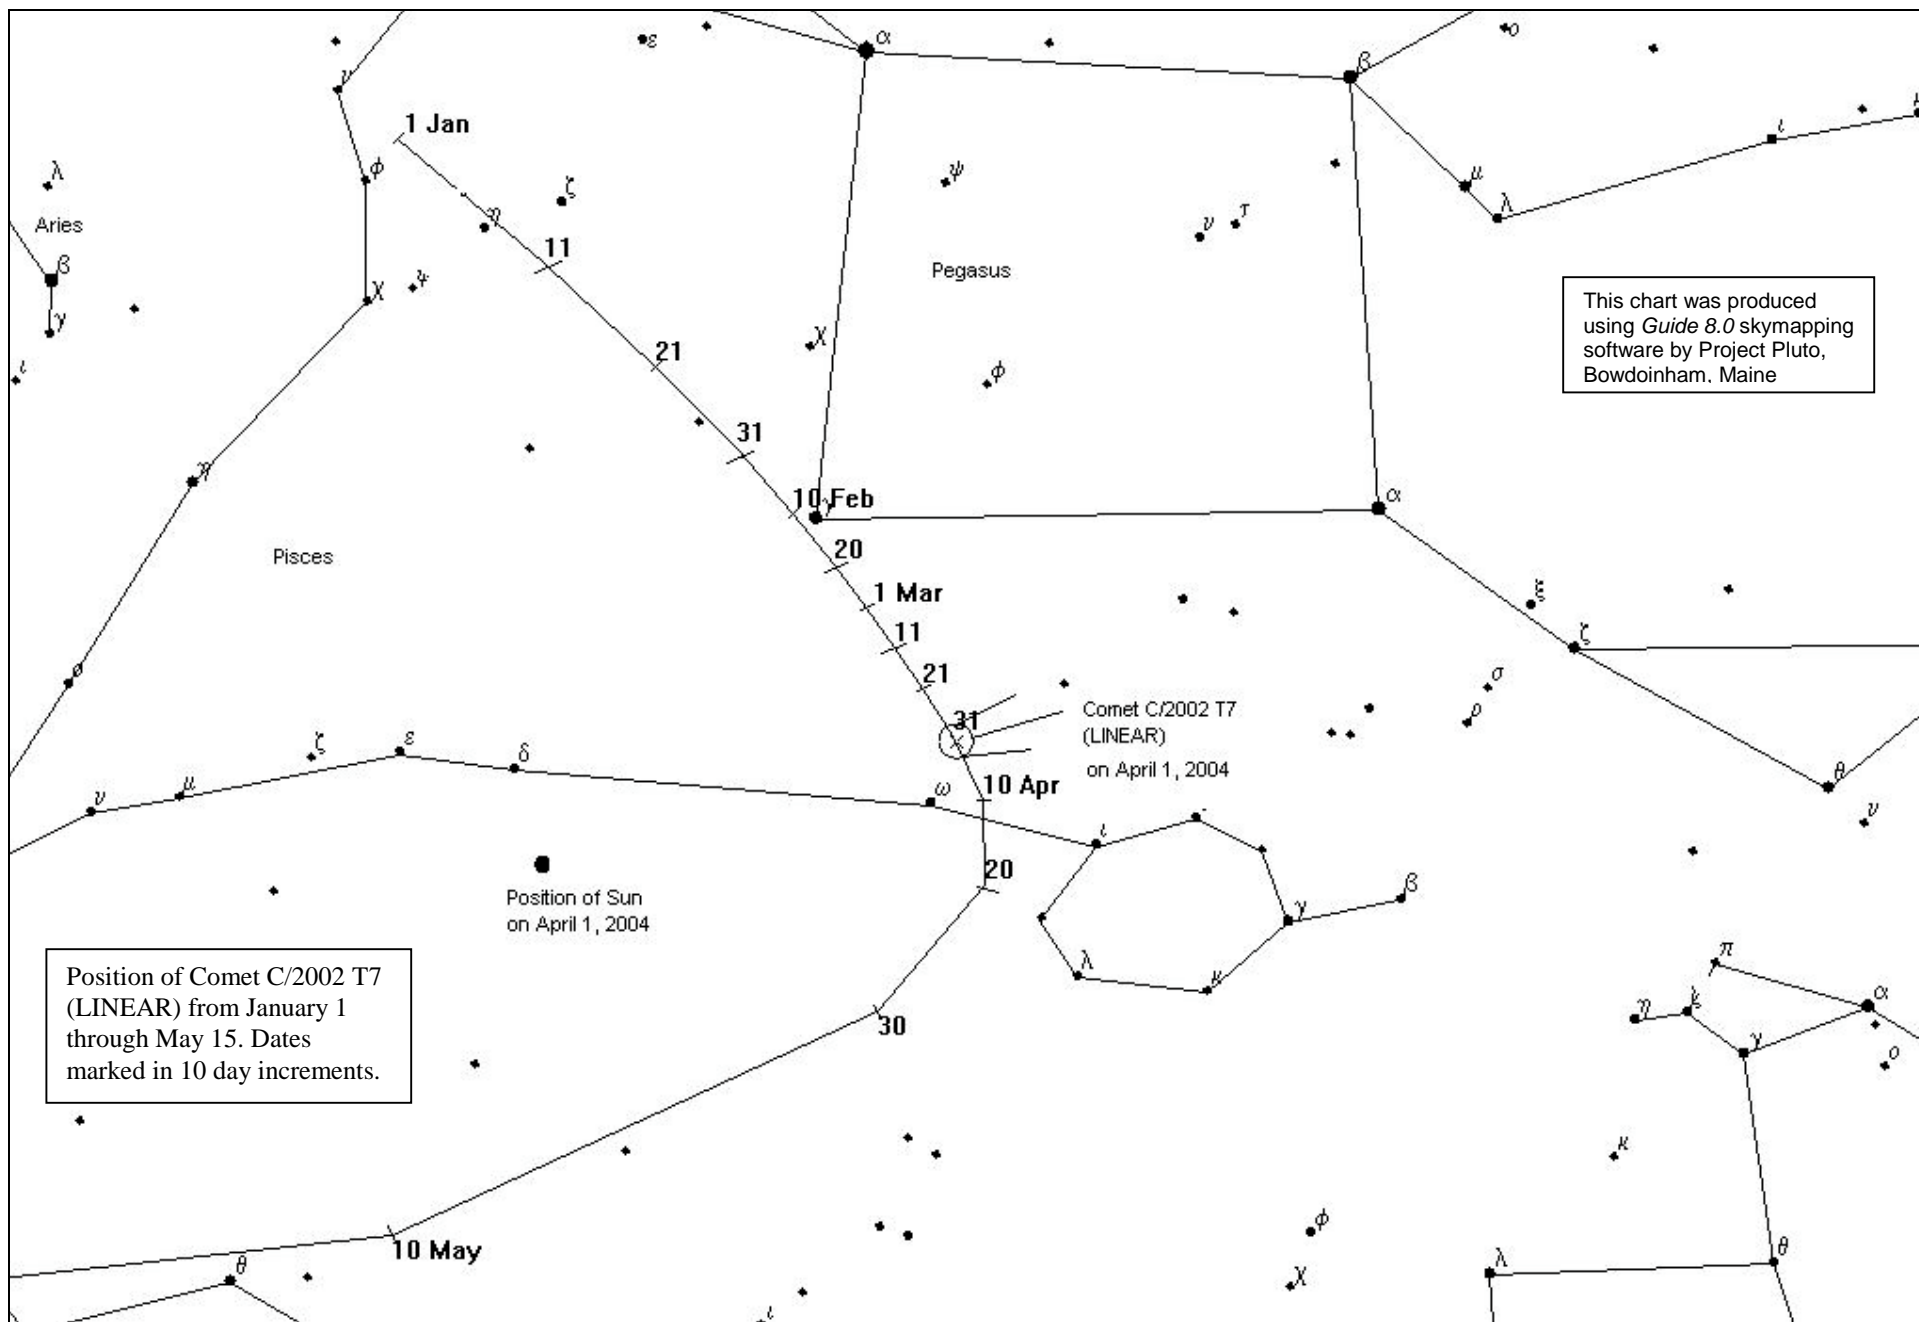 α
ε
β
ο
ν
1 Jan
ι
μ
λ
φ
ζ
ψ
μ
λ
Aries
η
υ
τ
β
11
Pegasus
χ
ψ
This chart was produced
using Guide 8.0 skymapping
software by Project Pluto,
Bowdoinham, Maine
γ
χ
21
ι
φ
31
η
10 Feb
γ
α
Pisces
20
1 Mar
ξ
11
ζ
ο
21
σ
ρ
31
Comet C/2002 T7
(LINEAR)
on April 1, 2004
ζ
ε
δ
10 Apr
θ
ν
μ
ω
υ
ι
20
β
Position of Sun
on April 1, 2004
γ
λ
κ
π
Position of Comet C/2002 T7
(LINEAR) from January 1
through May 15. Dates
marked in 10 day increments.
30
η
ζ
α
γ
ο
κ
10 May
φ
θ
χ
λ
θ
ι